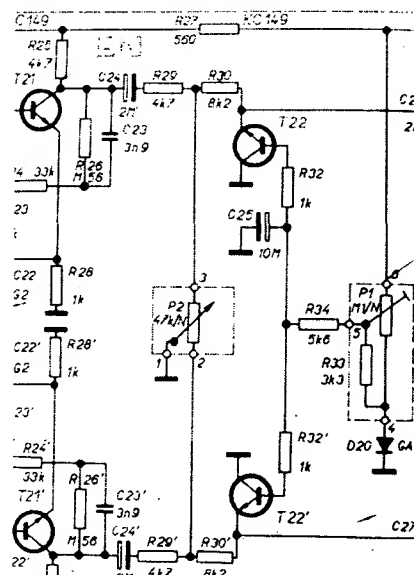 C149
R27
560
KC149
R25
4k7
T21
C24
2M
R29
4k7
R30
8k2
C23
3n9
R26
M56
T22
R32
1k
33k
C25
10M
C22
G2
R28
1k
3
P2
47k/N
1
2
R34
5k6
5
6
P1
M1/N
R33
3k3
4
C22'
G2
R28'
1k
D20
GA
R24'
33k
R26'
M56
C23'
3n9
R32'
1k
T21'
C24'
R29'
4k7
R30'
8k2
T22'
C27
22'